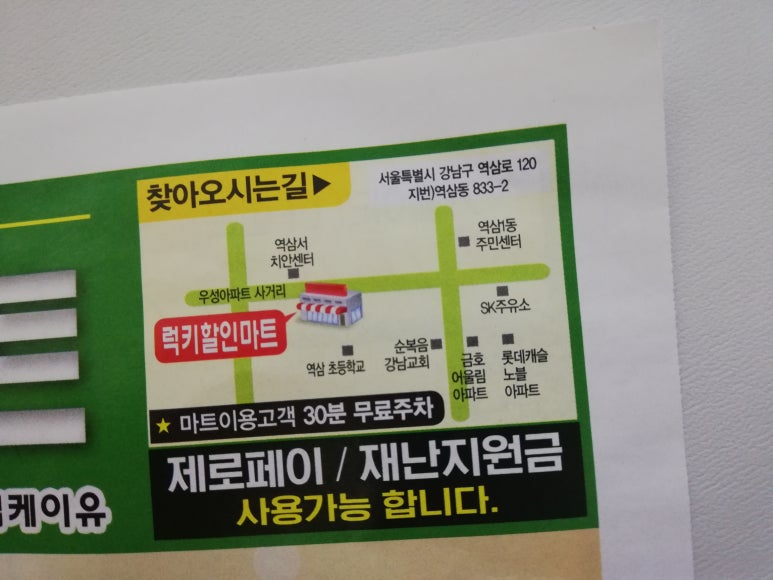 찾아오시는길▶
서울특별시 강남구 역삼로 120
지번)역삼동 833-2
역삼1동
주민센터
역삼서
치안센터
우성아파트 사거리
SK주유소
럭키할인마트
역삼 초등학교
순복음
강남교회
금호
어울림
아파트
롯데캐슬
노블
아파트
★ 마트이용고객 30분 무료주차
제로페이 / 재난지원금
사용가능 합니다.
케이유